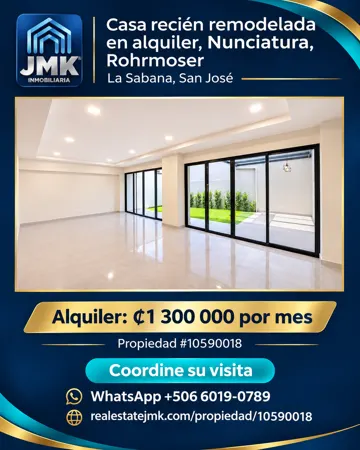 JMK
INMOBILIARIA
Casa recién remodelada
en alquiler, Nunciatura,
Rohrmoser
La Sabana, San José
Alquiler: ₡1 300 000 por mes
Propiedad #10590018
Coordine su visita
WhatsApp +506 6019-0789
realestatejmk.com/propiedad/10590018